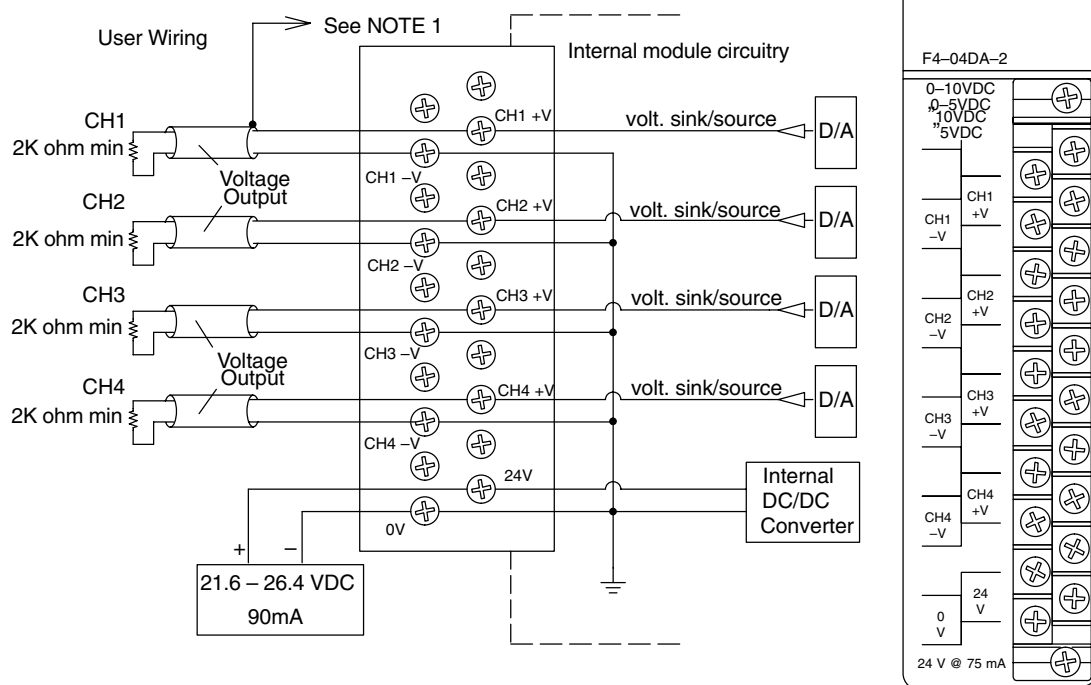 User Wiring
See NOTE 1
Internal module circuitry
CH1
2K ohm min
Voltage
Output
CH1 +V
CH1 –V
volt. sink/source
D/A
CH2
2K ohm min
CH2 +V
CH2 –V
volt. sink/source
D/A
CH3
2K ohm min
Voltage
Output
CH3 +V
CH3 –V
volt. sink/source
D/A
CH4
2K ohm min
CH4 +V
CH4 –V
volt. sink/source
D/A
24V
0V
Internal
DC/DC
Converter
+ –
21.6 – 26.4 VDC
90mA
F4–04DA–2
0–10VDC
0–5VDC
"10VDC
"5VDC
CH1
+V
CH1
–V
CH2
+V
CH2
–V
CH3
+V
CH3
–V
CH4
+V
CH4
–V
24
V
0
V
24 V @ 75 mA